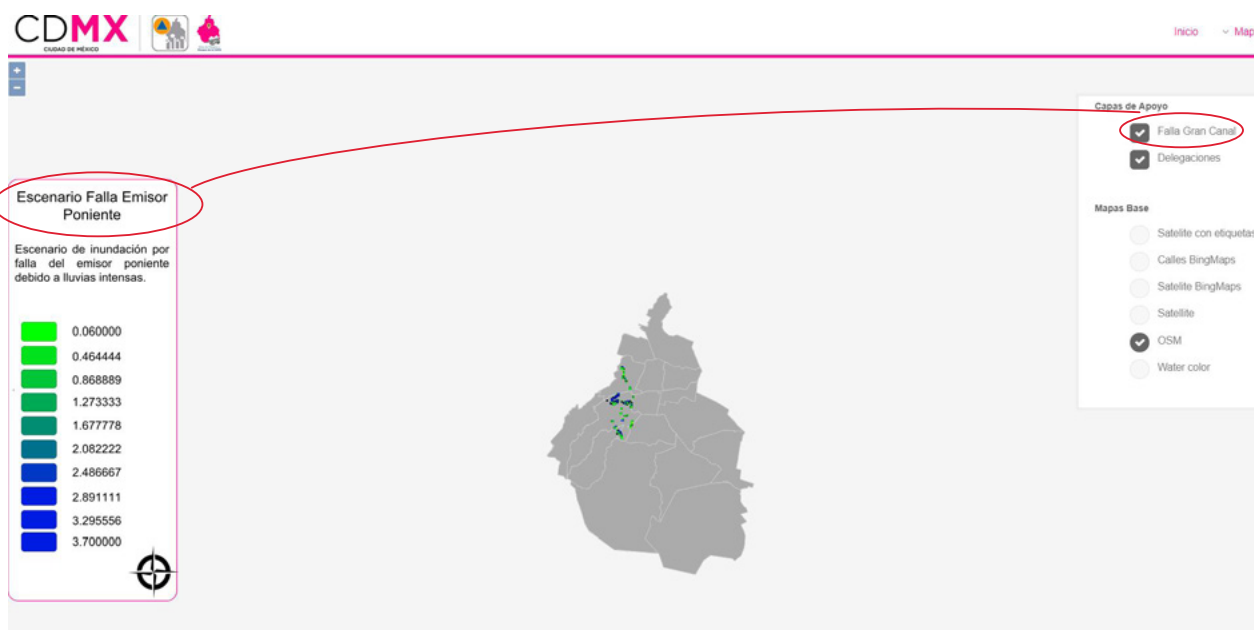 CDMX
CIUDAD DE MÉXICO
Inicio
Map
+
-
Capas de Apoyo
Falla Gran Canal
Delegaciones
Mapas Base
Satelite con etiquetas
Calles BingMaps
Satelite BingMaps
Satellite
OSM
Water color
Escenario Falla Emisor
Poniente
Escenario de inundación por
falla del emisor poniente
debido a lluvias intensas.
0.060000
0.464444
0.868889
1.273333
1.677778
2.082222
2.486667
2.891111
3.295556
3.700000